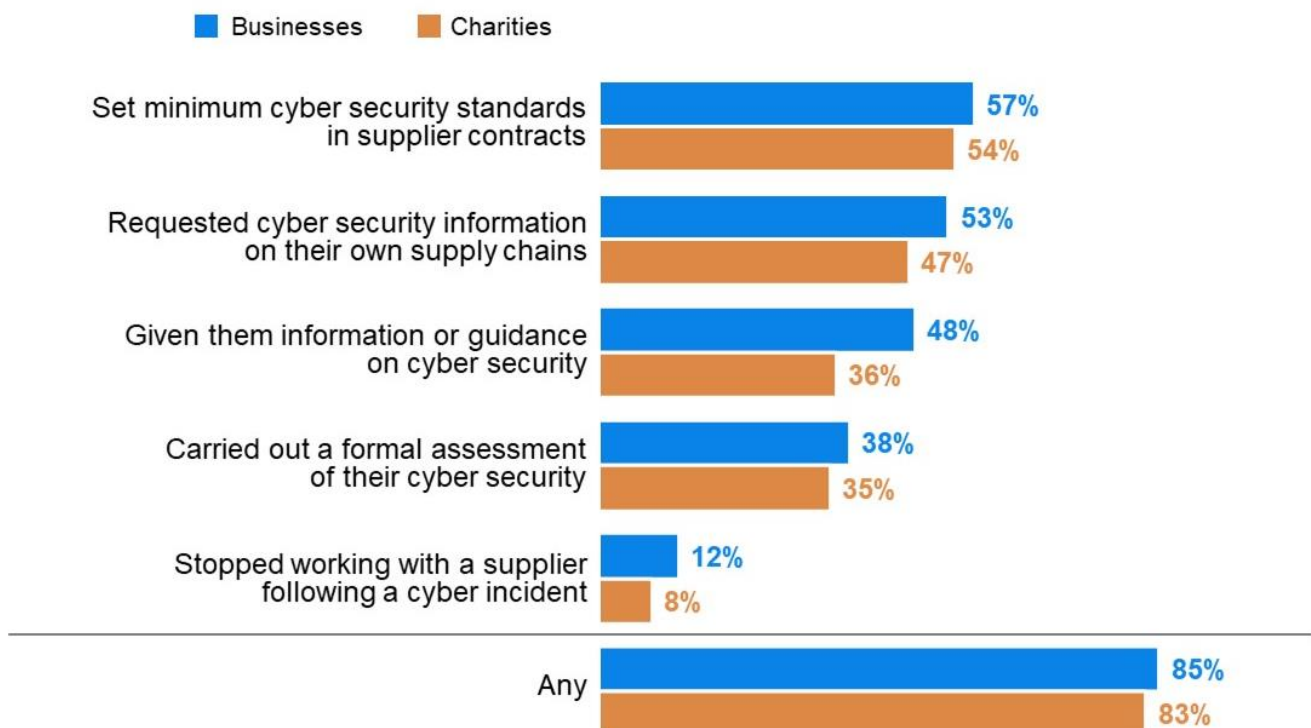 Businesses Charities
Set minimum cyber security standards
in supplier contracts
57%
54%
Requested cyber security information
on their own supply chains
53%
47%
Given them information or guidance
on cyber security
48%
36%
Carried out a formal assessment
of their cyber security
38%
35%
Stopped working with a supplier
following a cyber incident
12%
8%
Any
85%
83%